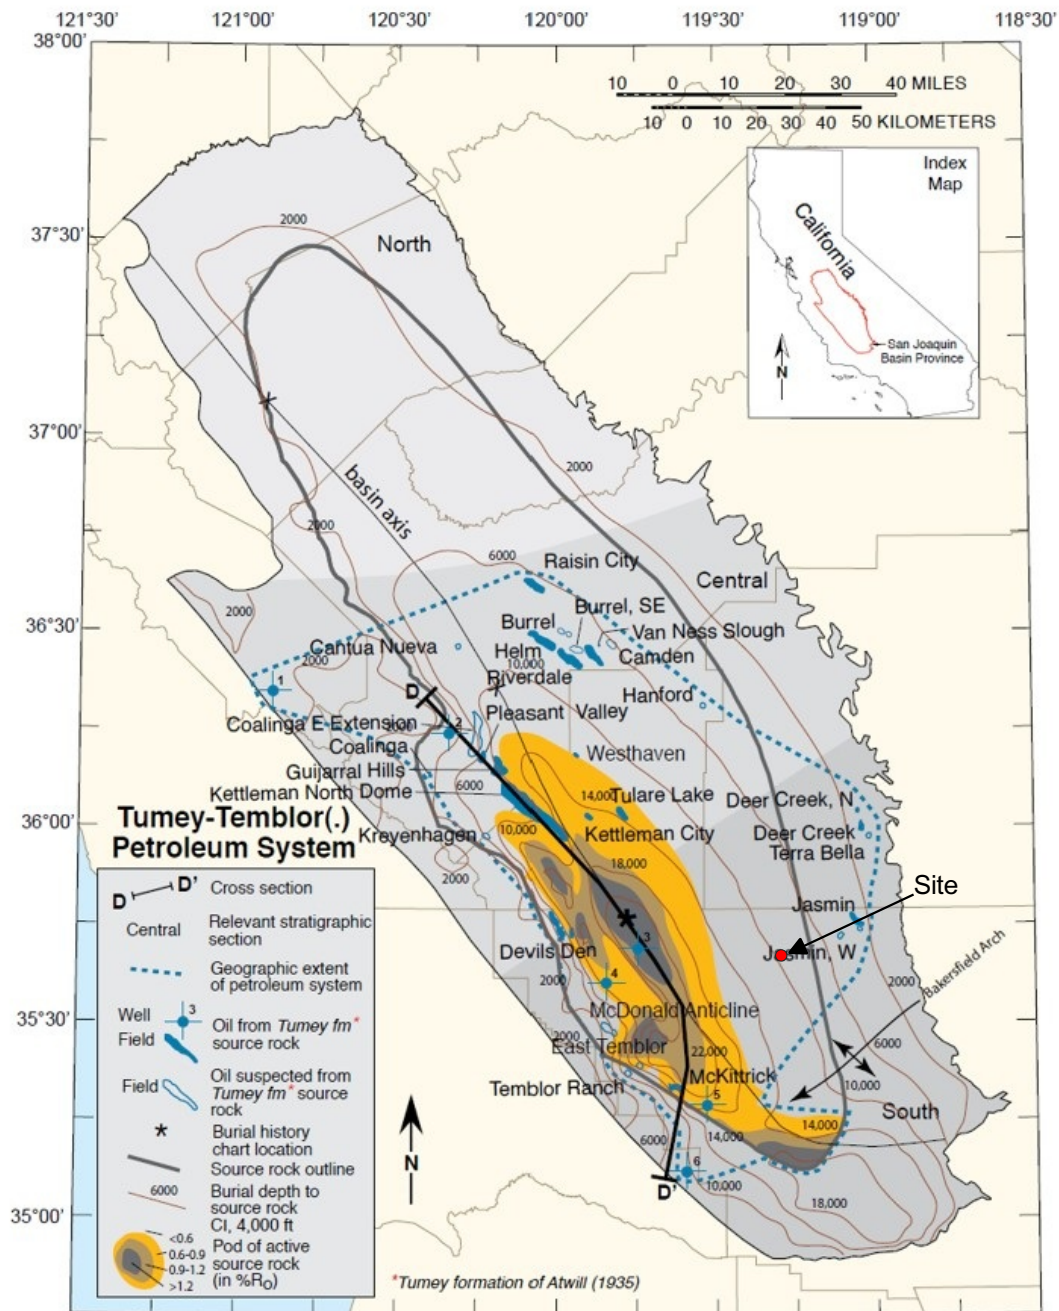 121°30'
121°00'
120°30'
120°00'
119°30'
119°00'
118°30'
38°00'
10 0 10 20 30 40 MILES
10 0 10 20 30 40 50 KILOMETERS
Index
Map
California
San Joaquin
Basin Province
N
37°30'
2000
North
37°00'
2000
basin axis
2000
6000
Raisin City
Central
2000
36°30'
Burrel, SE
Burrel
Van Ness Slough
Cantua Nueva
Helm
Camden
2000
10,000
Riverdale
1
D
Hanford
Pleasant Valley
Coalinga E Extension
2000
2
Coalinga
Westhaven
Guijarral Hills
6000
Kettleman North Dome
14,000
Tulare Lake
Deer Creek, N
36°00'
10,000
Kreyenhagen
Kettleman City
Deer Creek
Terra Bella
18,000
2000
Site
Jasmin
Devils Den
3
Jasmin, W
4
2000
2000
Bakersfield Arch
McDonald Anticline
35°30'
2000
East Temblor
22,000
6000
Temblor Ranch
McKittrick
10,000
5
South
14,000
14,000
6000
6
D'
10,000
18,000
35°00'
Tumey-Temblor(.)
Petroleum System
D D' Cross section
Central Relevant stratigraphic
section
Geographic extent
of petroleum system
Well 3
Field Oil from Tumey fm*
source rock
Field Oil suspected from
Tumey fm* source
rock
* Burial history
chart location
Source rock outline
6000 Burial depth to
source rock
CI, 4,000 ft
<0.6
0.6-0.9
0.9-1.2
>1.2
Pod of active
source rock
(in %Ro)
N
*Tumey formation of Atwill (1935)